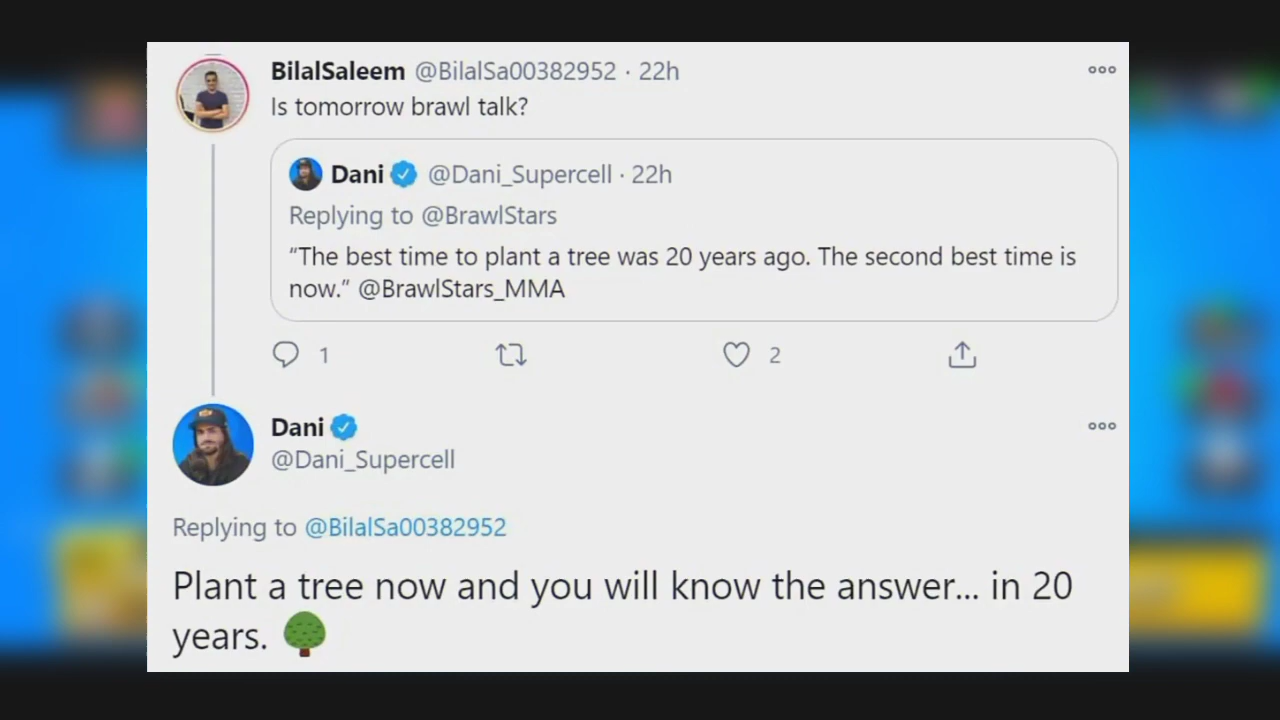 BilalSaleem @BilalSa00382952 · 22h
Is tomorrow brawl talk?
Dani @Dani_Supercell · 22h
Replying to @BrawlStars
“The best time to plant a tree was 20 years ago. The second best time is
now.” @BrawlStars_MMA
1 2
Dani
@Dani_Supercell
Replying to @BilalSa00382952
Plant a tree now and you will know the answer... in 20
years. 🌳